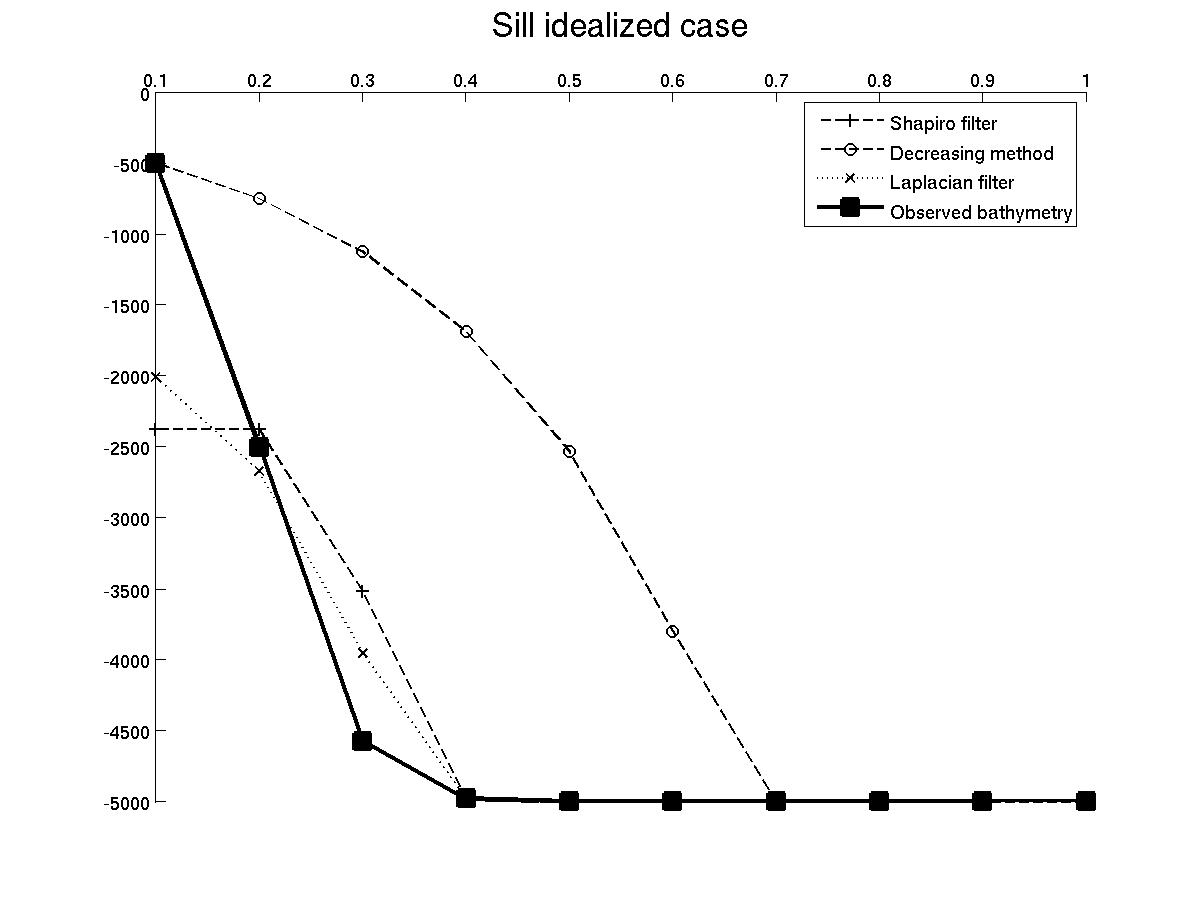 Sill idealized case
0.1 0.2 0.3 0.4 0.5 0.6 0.7 0.8 0.9 1
0
Shapiro filter
Decreasing method
-500
Laplacian filter
Observed bathymetry
-1000
-1500
-2000
-2500
-3000
-3500
-4000
-4500
-5000